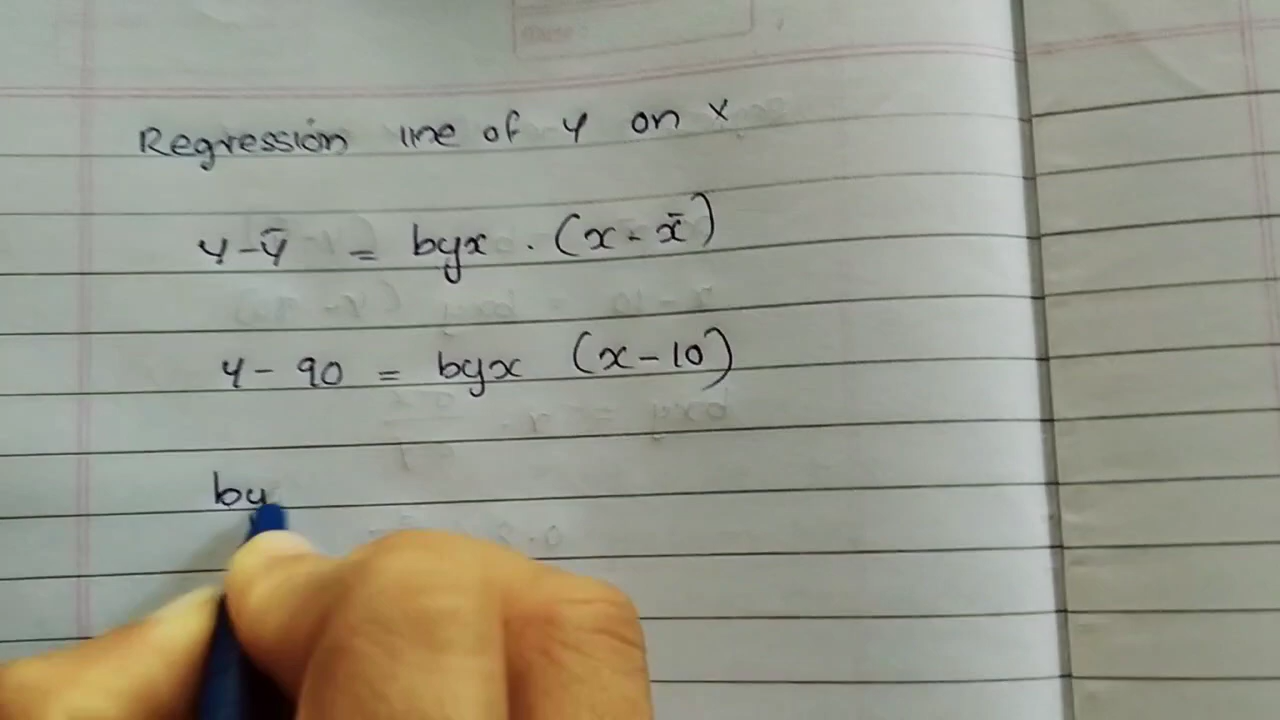 Regression line of y on x
y - ȳ = byx . (x - x̄)
y - 90 = byx (x - 10)
by